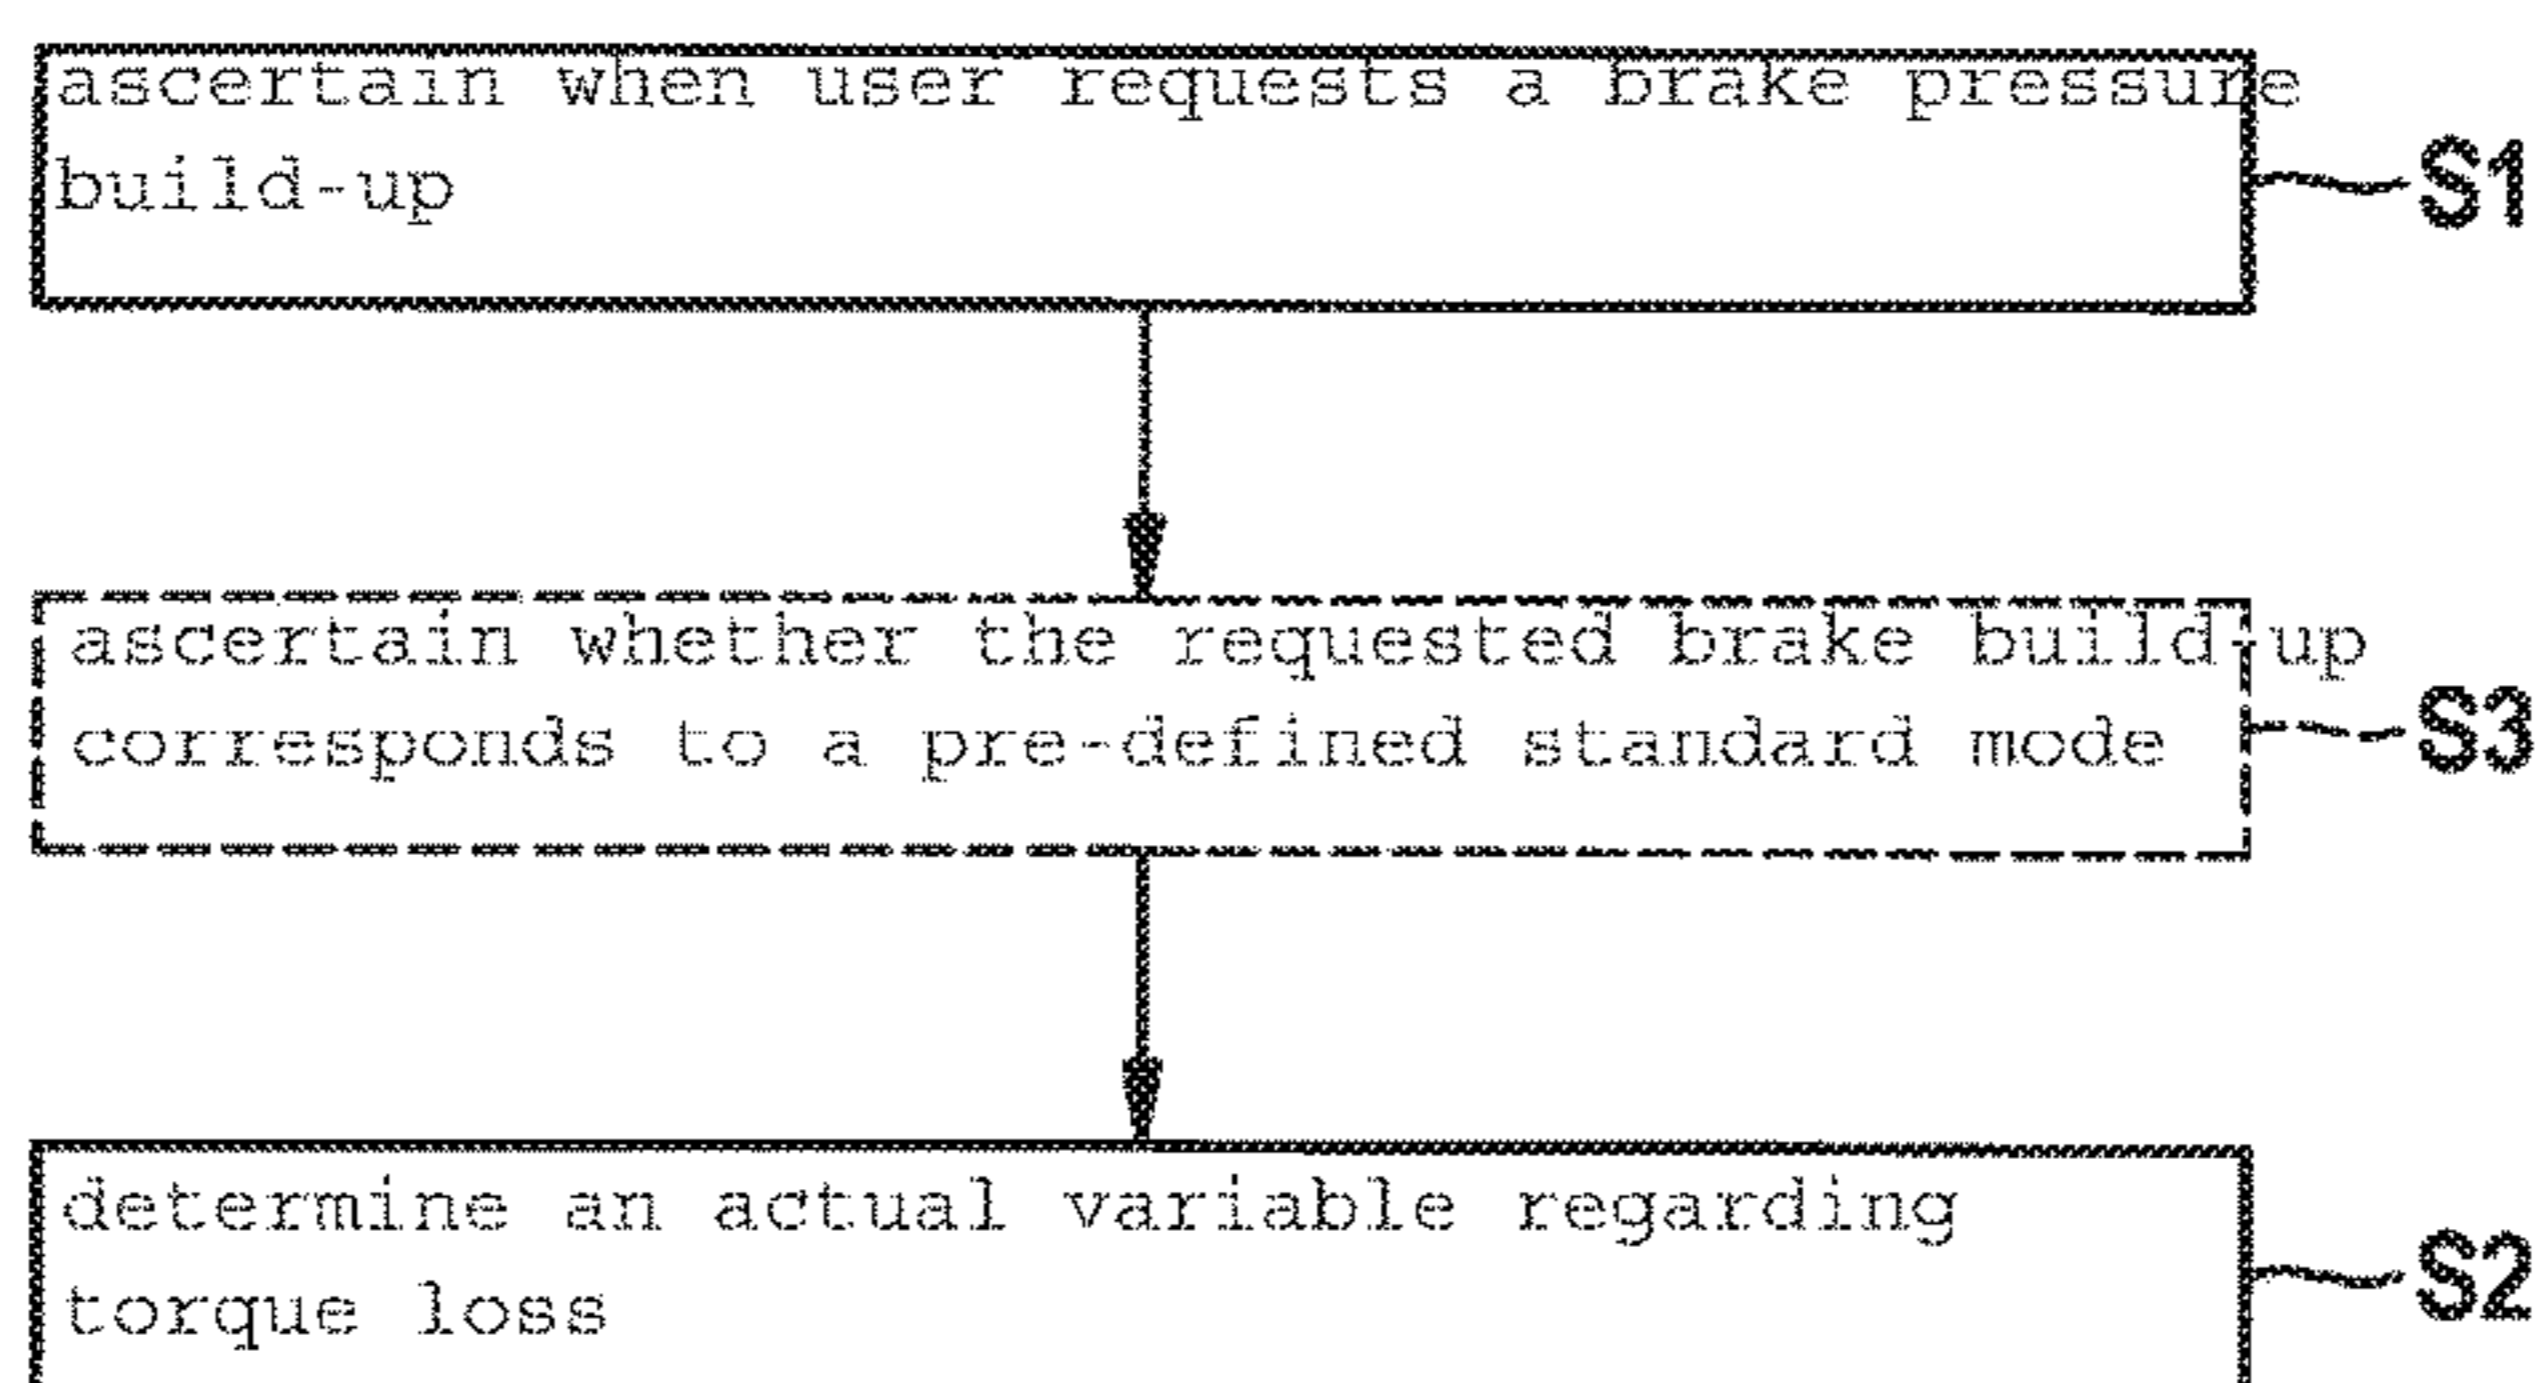 ascertain when user requests a brake pressure
build-up
S1
ascertain whether the requested brake build-up
corresponds to a pre-defined standard mode
S3
determine an actual variable regarding
torque loss
S2